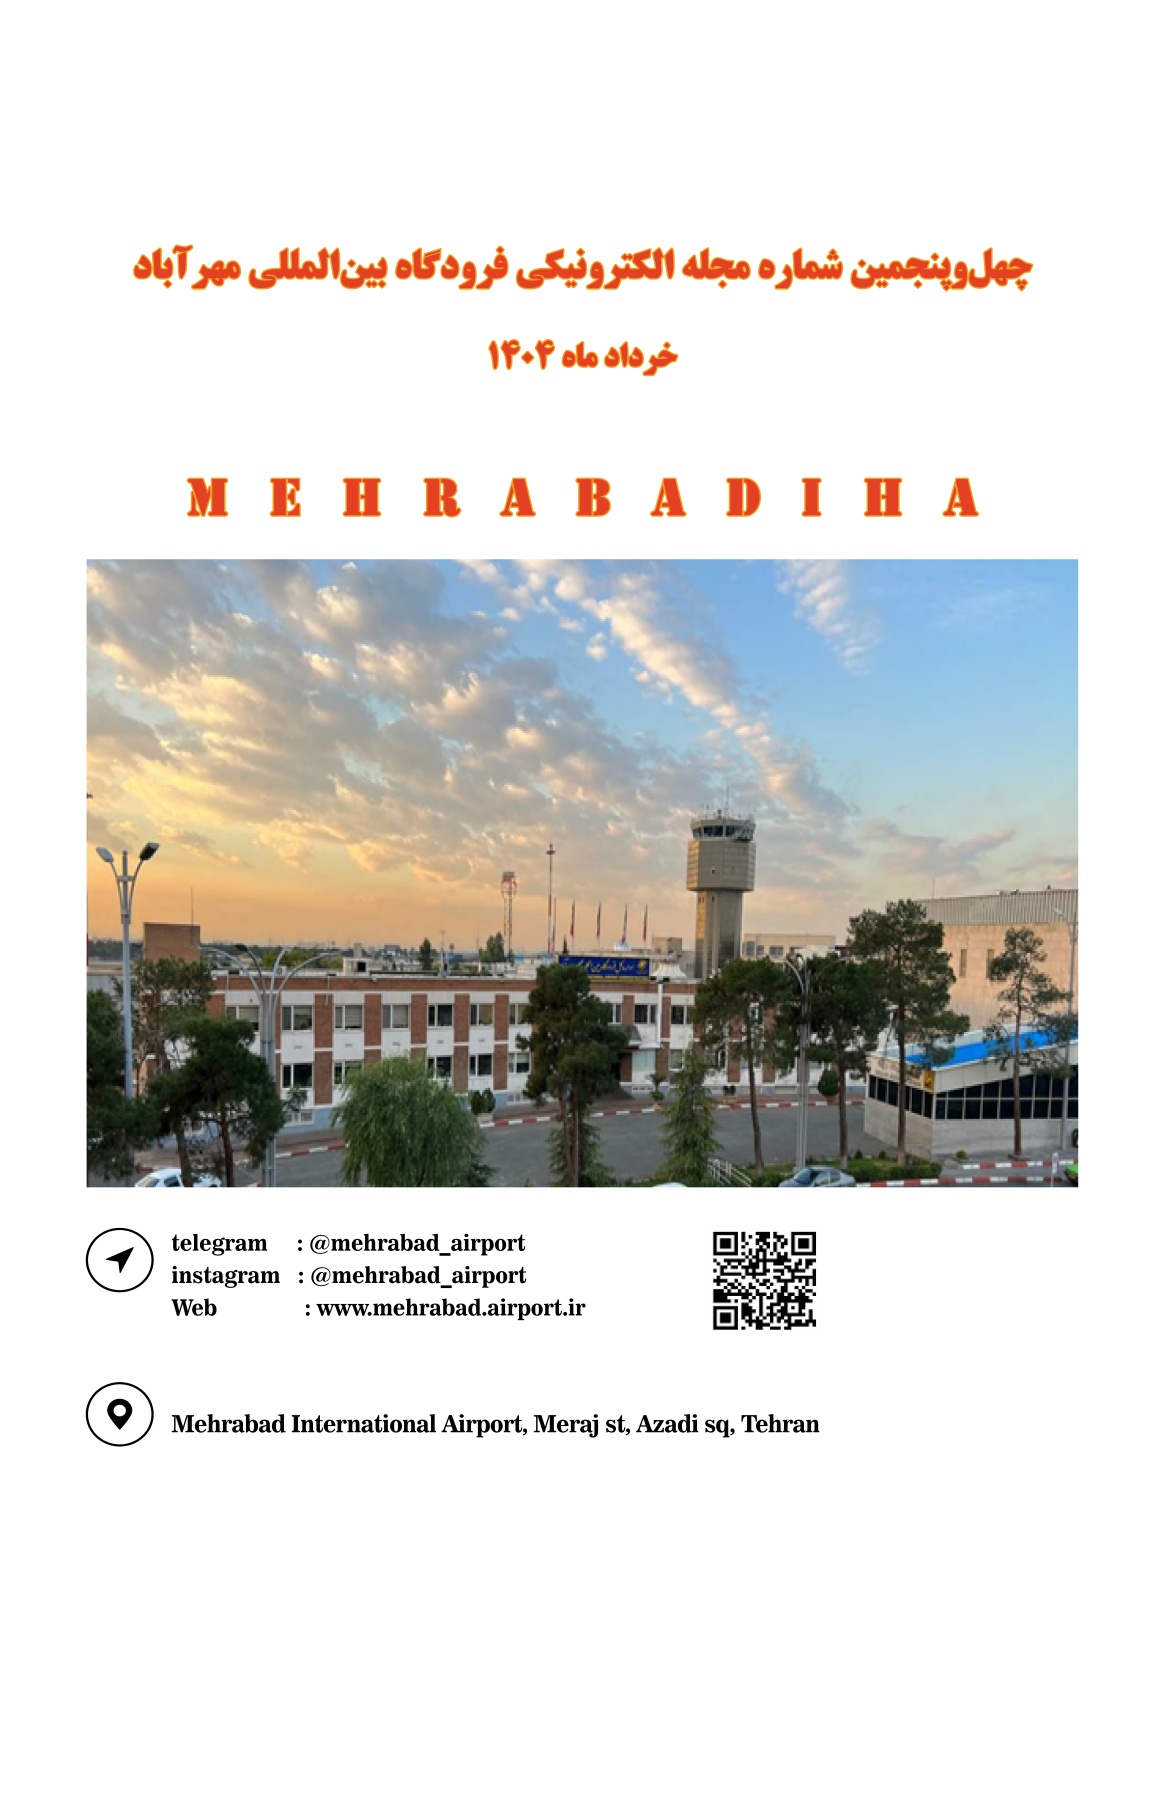 چهل‌وپنجمین شماره مجله الکترونیکی فرودگاه بین‌المللی مهرآباد
خرداد ماه ۱۴۰۴
MEHRABADIHA
telegram : @mehrabad_airport
instagram : @mehrabad_airport
Web : www.mehrabad.airport.ir
Mehrabad International Airport, Meraj st, Azadi sq, Tehran